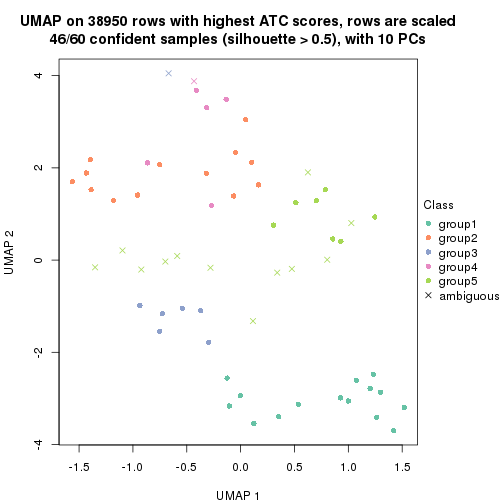 UMAP on 38950 rows with highest ATC scores, rows are scaled
46/60 confident samples (silhouette > 0.5), with 10 PCs
4
2
0
-2
-4
UMAP 2
-1.5 -1.0 -0.5 0.0 0.5 1.0 1.5
UMAP 1
Class
group1
group2
group3
group4
group5
ambiguous